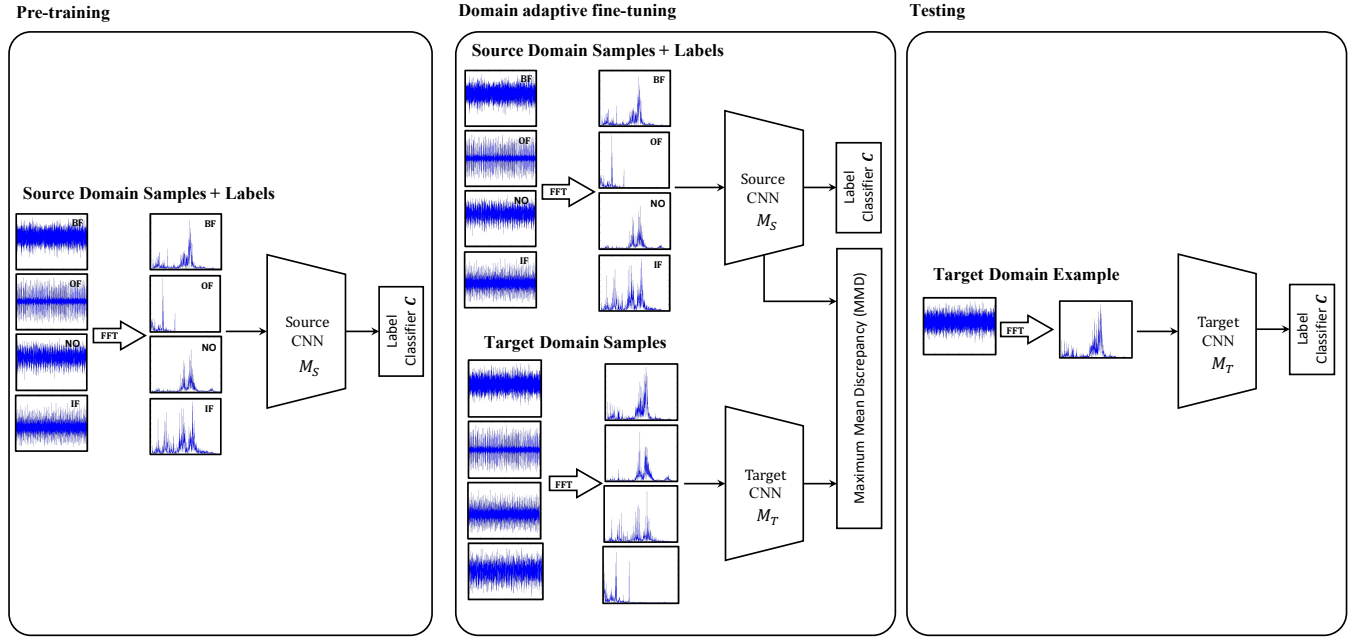 Pre-training
Source Domain Samples + Labels
BF
OF
NO
IF
FFT
BF
OF
NO
IF
Source
CNN
M_S
Label
Classifier C
Domain adaptive fine-tuning
Source Domain Samples + Labels
BF
OF
NO
IF
FFT
BF
OF
NO
IF
Source
CNN
M_S
Label
Classifier C
Target Domain Samples
FFT
Target
CNN
M_T
Maximum Mean Discrepancy (MMD)
Testing
Target Domain Example
FFT
Target
CNN
M_T
Label
Classifier C